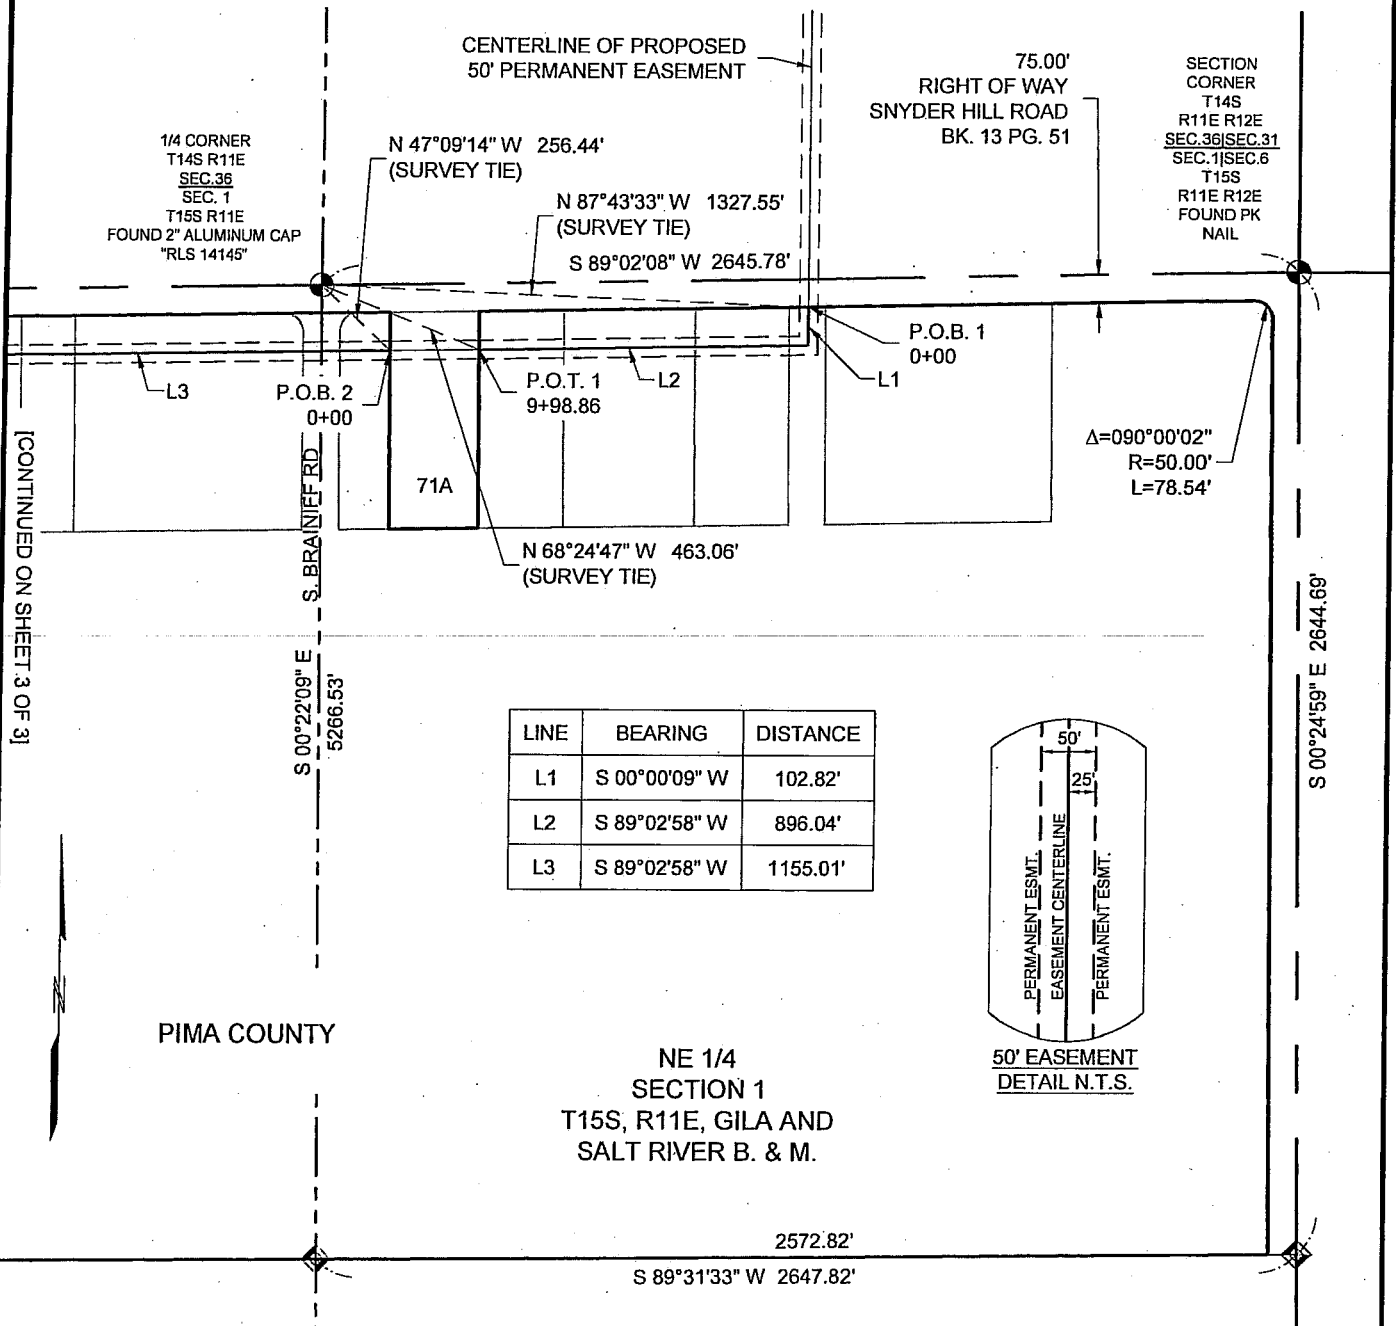 CENTERLINE OF PROPOSED
50' PERMANENT EASEMENT
75.00'
RIGHT OF WAY
SNYDER HILL ROAD
BK. 13 PG. 51
SECTION
CORNER
T14S
R11E R12E
SEC.36|SEC.31
SEC.1|SEC.6
T15S
R11E R12E
FOUND PK
NAIL
1/4 CORNER
T14S R11E
SEC.36
SEC. 1
T15S R11E
FOUND 2" ALUMINUM CAP
"RLS 14145"
N 47°09'14" W 256.44'
(SURVEY TIE)
N 87°43'33" W 1327.55'
(SURVEY TIE)
S 89°02'08" W 2645.78'
P.O.B. 1
0+00
L1
L2
L3
P.O.B. 2
0+00
P.O.T. 1
9+98.86
71A
Δ=090°00'02"
R=50.00'
L=78.54'
N 68°24'47" W 463.06'
(SURVEY TIE)
S. BRAINIFF RD
[CONTINUED ON SHEET 3 OF 3]
S 00°22'09" E
5266.53'
S 00°24'59" E 2644.69'
LINE BEARING DISTANCE
L1 S 00°00'09" W 102.82'
L2 S 89°02'58" W 896.04'
L3 S 89°02'58" W 1155.01'
50'
25'
PERMANENT ESMT.
EASEMENT CENTERLINE
PERMANENT ESMT.
50' EASEMENT
DETAIL N.T.S.
N
PIMA COUNTY
NE 1/4
SECTION 1
T15S, R11E, GILA AND
SALT RIVER B. & M.
2572.82'
S 89°31'33" W 2647.82'